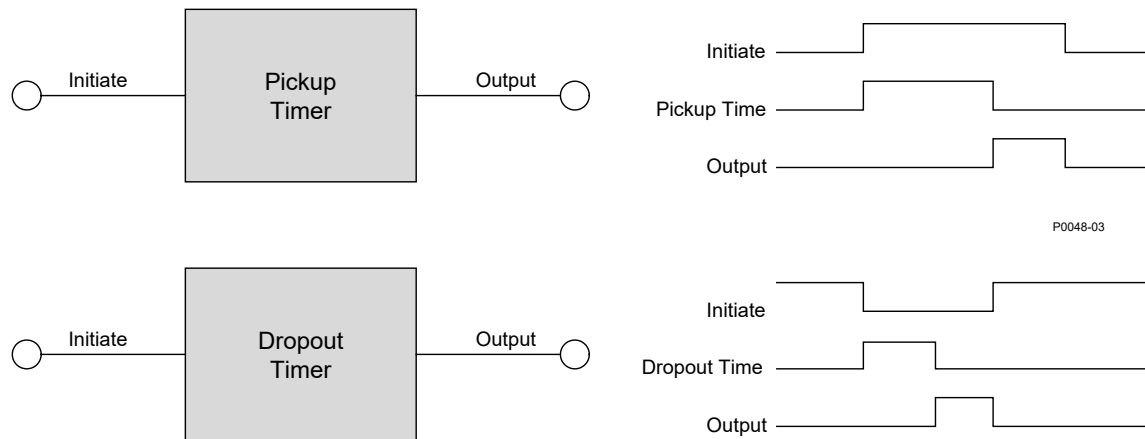 Initiate
Pickup
Timer
Output
Initiate
Pickup Time
Output
P0048-03
Initiate
Dropout
Timer
Output
Initiate
Dropout Time
Output